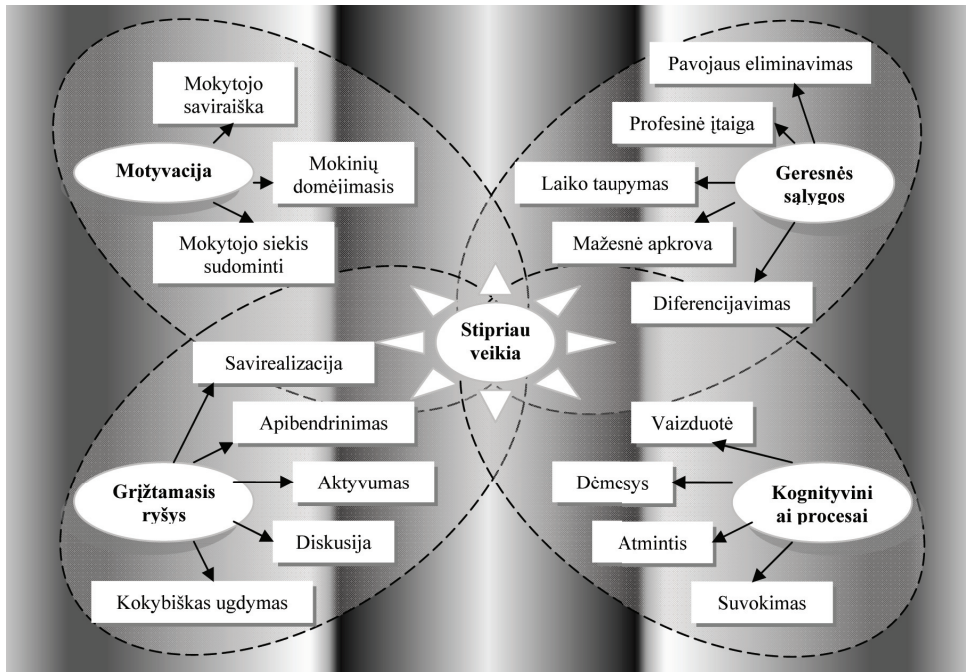 Mokytojo
saviraiška
Motyvacija
Mokinių
domėjimasis
Mokytojo siekis
sudominti
Pavojaus eliminavimas
Profesinė įtaiga
Geresnės
sąlygos
Laiko taupymas
Mažesnė apkrova
Diferencijavimas
Stipriau
veikia
Savirealizacija
Apibendrinimas
Grįžtamasis
ryšys
Aktyvumas
Diskusija
Kokybiškas ugdymas
Vaizduotė
Dėmesys
Kognityvini
ai procesai
Atmintis
Suvokimas